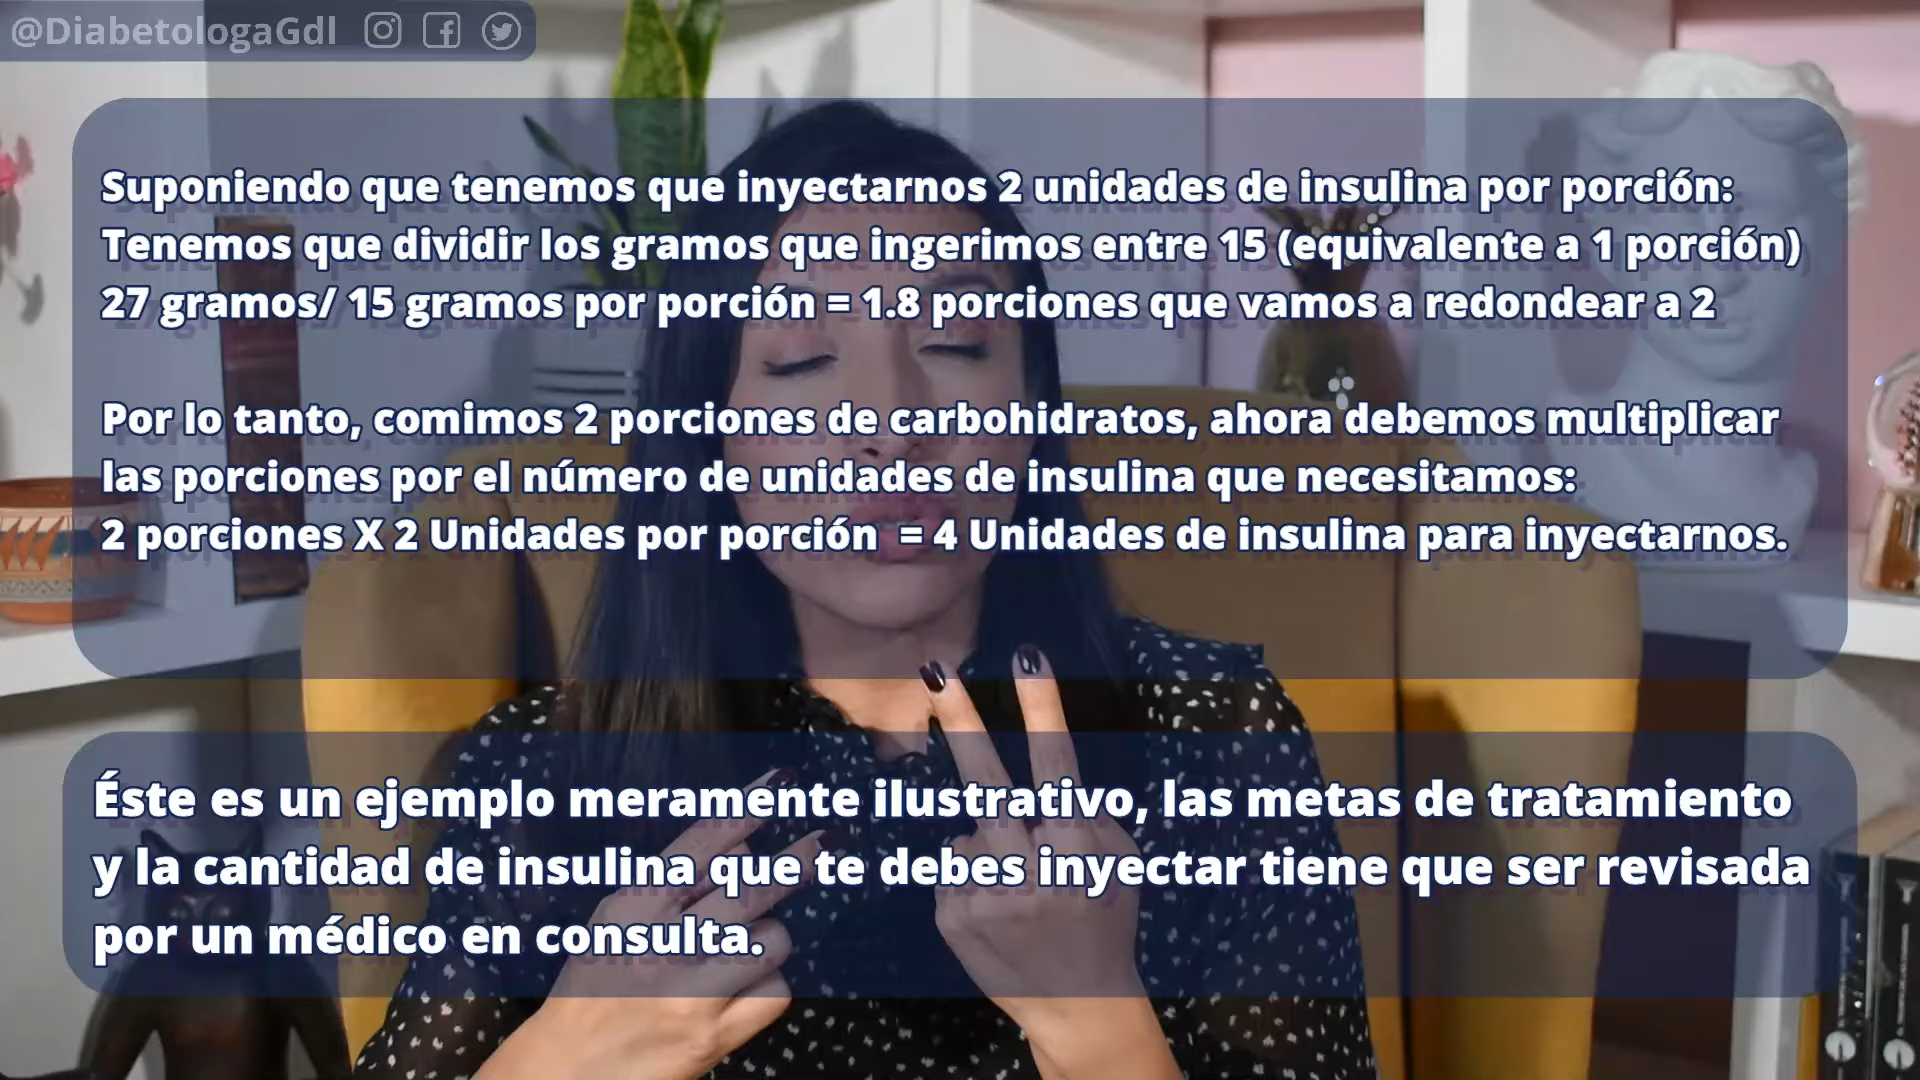 @DiabetologaGdl
Suponiendo que tenemos que inyectarnos 2 unidades de insulina por porción:
Tenemos que dividir los gramos que ingerimos entre 15 (equivalente a 1 porción)
27 gramos/ 15 gramos por porción = 1.8 porciones que vamos a redondear a 2
Por lo tanto, comimos 2 porciones de carbohidratos, ahora debemos multiplicar
las porciones por el número de unidades de insulina que necesitamos:
2 porciones X 2 Unidades por porción = 4 Unidades de insulina para inyectarnos.
Éste es un ejemplo meramente ilustrativo, las metas de tratamiento
y la cantidad de insulina que te debes inyectar tiene que ser revisada
por un médico en consulta.